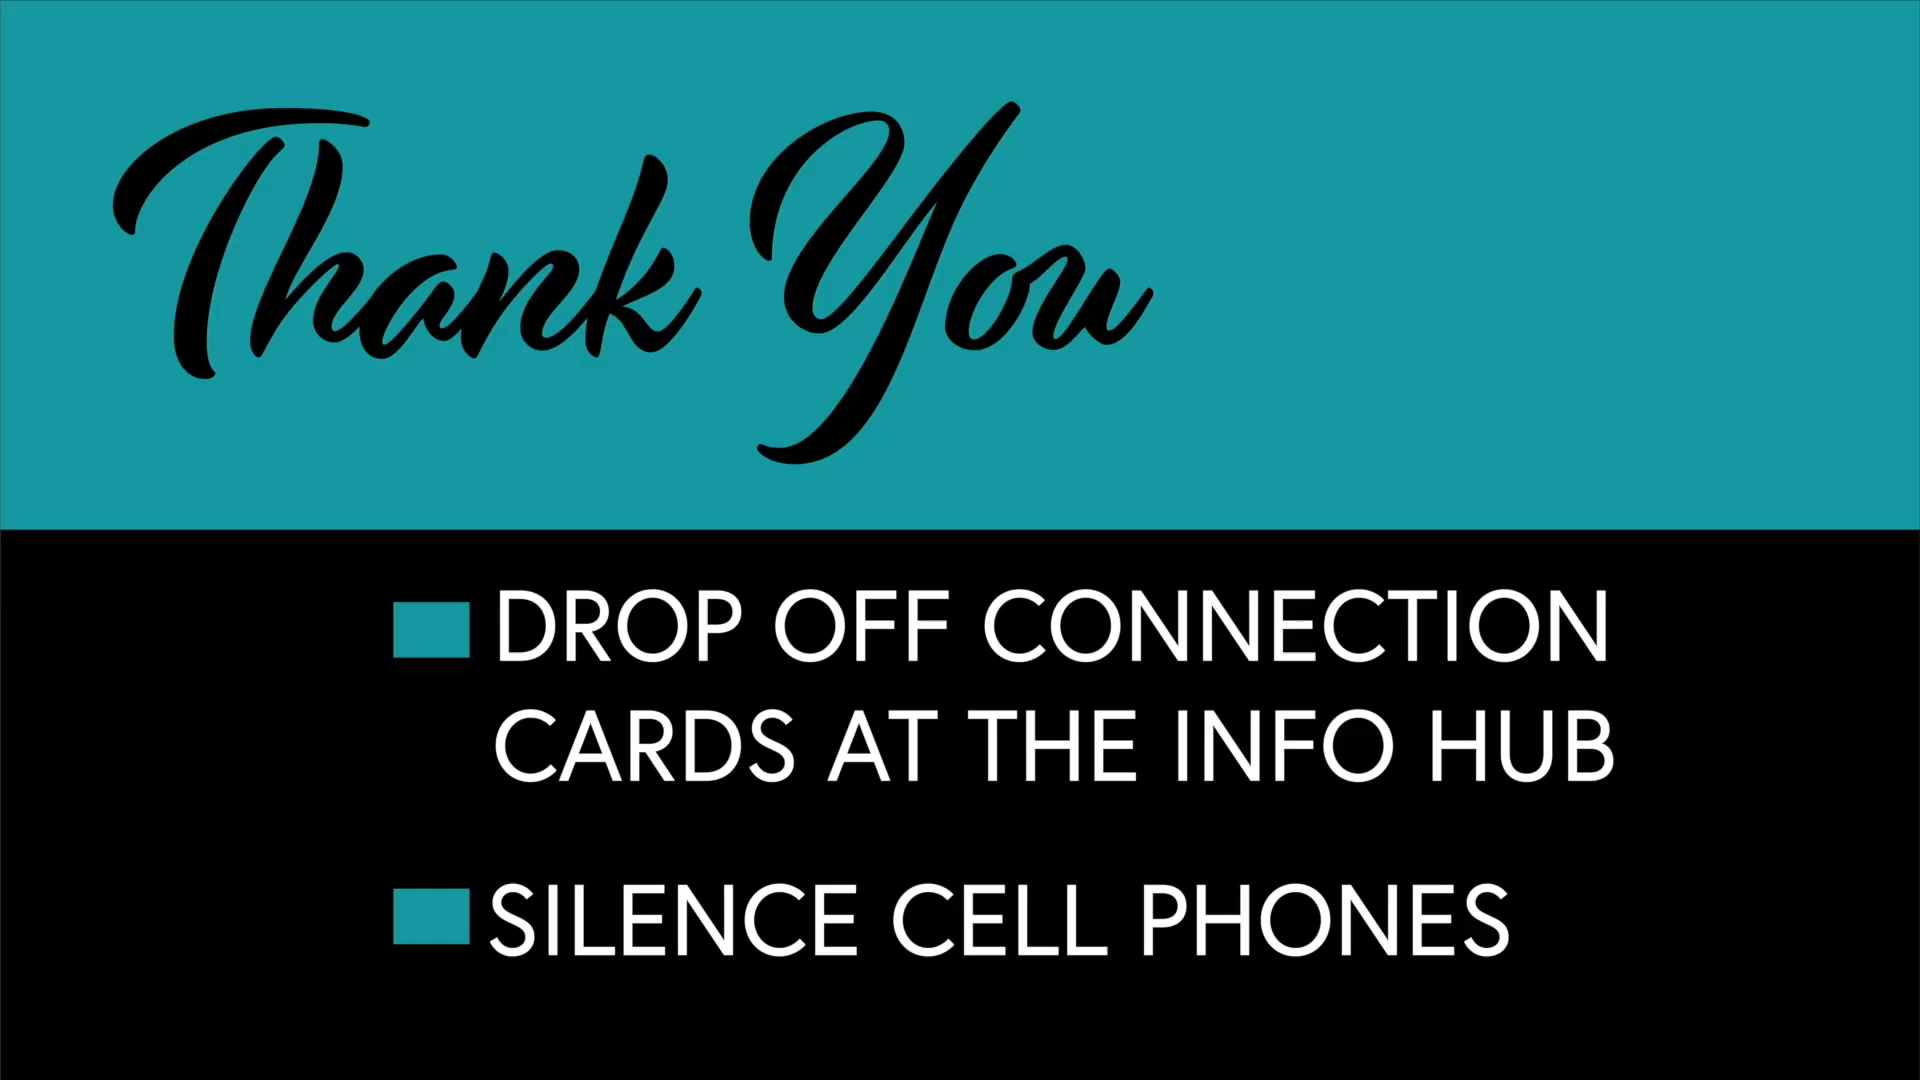 Thank You
DROP OFF CONNECTION
CARDS AT THE INFO HUB
SILENCE CELL PHONES